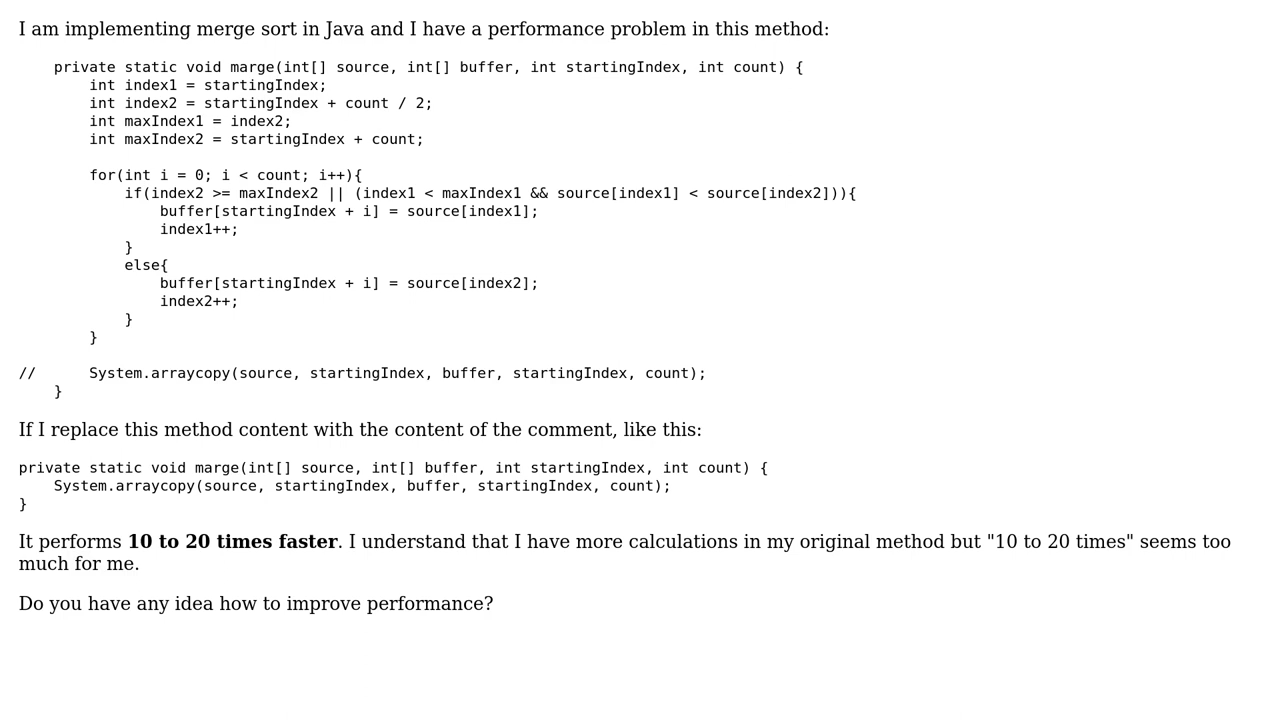 I am implementing merge sort in Java and I have a performance problem in this method:
    private static void marge(int[] source, int[] buffer, int startingIndex, int count) {
        int index1 = startingIndex;
        int index2 = startingIndex + count / 2;
        int maxIndex1 = index2;
        int maxIndex2 = startingIndex + count;

        for(int i = 0; i < count; i++){
            if(index2 >= maxIndex2 || (index1 < maxIndex1 && source[index1] < source[index2])){
                buffer[startingIndex + i] = source[index1];
                index1++;
            }
            else{
                buffer[startingIndex + i] = source[index2];
                index2++;
            }
        }

//      System.arraycopy(source, startingIndex, buffer, startingIndex, count);
    }
If I replace this method content with the content of the comment, like this:
private static void marge(int[] source, int[] buffer, int startingIndex, int count) {
    System.arraycopy(source, startingIndex, buffer, startingIndex, count);
}
It performs 10 to 20 times faster. I understand that I have more calculations in my original method but "10 to 20 times" seems too
much for me.
Do you have any idea how to improve performance?